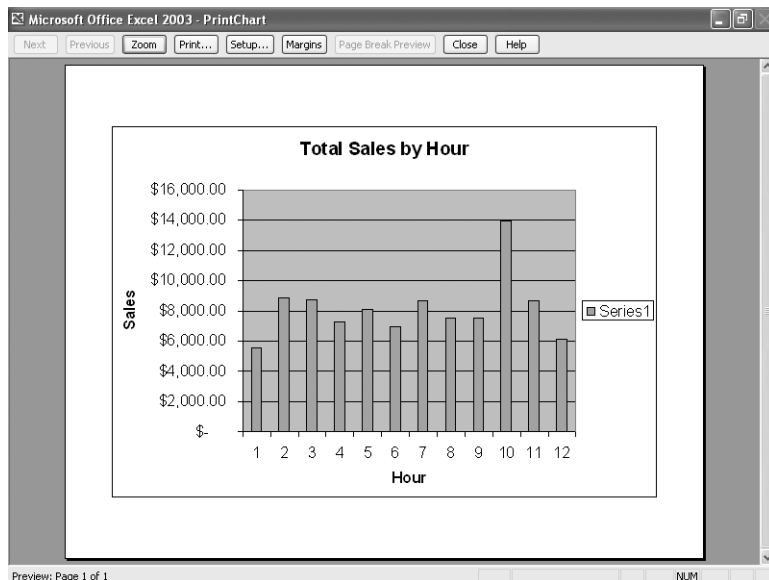 Microsoft Office Excel 2003 - PrintChart
Next Previous Zoom Print... Setup... Margins Page Break Preview Close Help
Total Sales by Hour
$16,000.00
$14,000.00
$12,000.00
$10,000.00
$8,000.00
$6,000.00
$4,000.00
$2,000.00
$-
Sales
1 2 3 4 5 6 7 8 9 10 11 12
Hour
Series1
Preview: Page 1 of 1 NUM